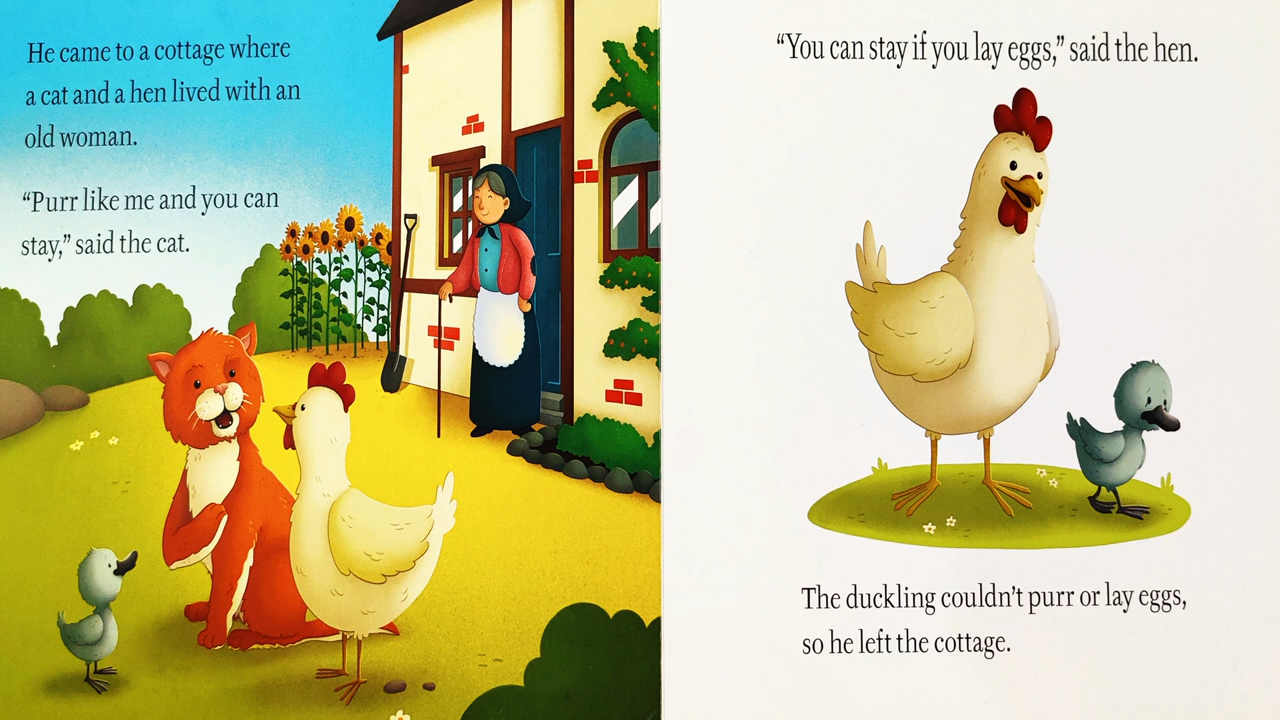 He came to a cottage where
a cat and a hen lived with an
old woman.
“Purr like me and you can
stay,” said the cat.
“You can stay if you lay eggs,” said the hen.
The duckling couldn’t purr or lay eggs,
so he left the cottage.